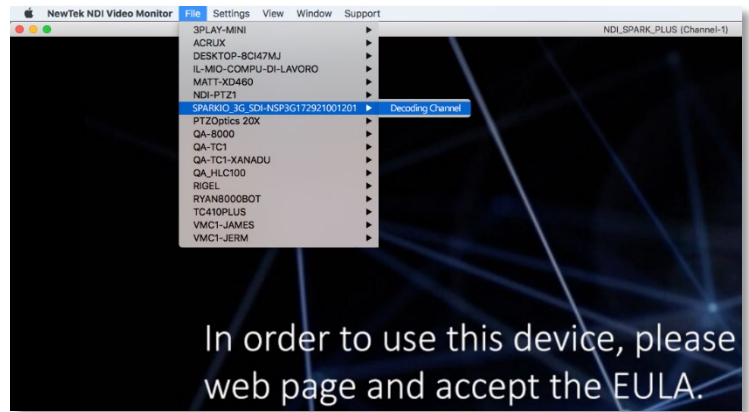 NewTek NDI Video Monitor File Settings View Window Support
NDI_SPARK_PLUS (Channel-1)
3PLAY-MINI
ACRUX
DESKTOP-8CI47MJ
IL-MIO-COMPU-DI-LAVORO
MATT-XD460
NDI-PTZ1
SPARKIO_3G_SDI-NSP3G172921001201 Decoding Channel
PTZOptics 20X
QA-8000
QA-TC1
QA-TC1-XANADU
QA_HLC100
RIGEL
RYAN8000BOT
TC410PLUS
VMC1-JAMES
VMC1-JERM
In order to use this device, please
web page and accept the EULA.